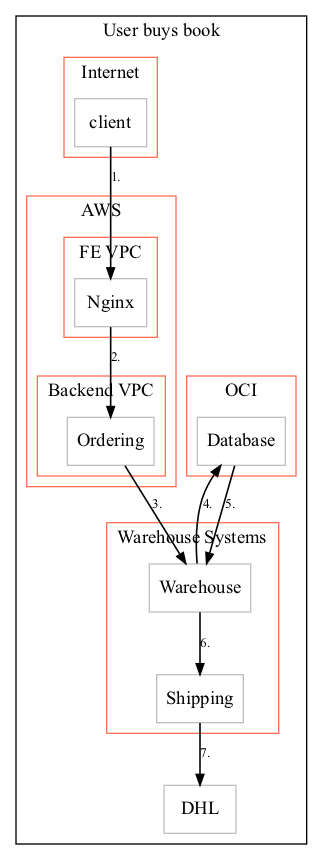 User buys book
Internet
client
1.
AWS
FE VPC
Nginx
2.
Backend VPC
OCI
Ordering
Database
3.
4.
5.
Warehouse Systems
Warehouse
6.
Shipping
7.
DHL